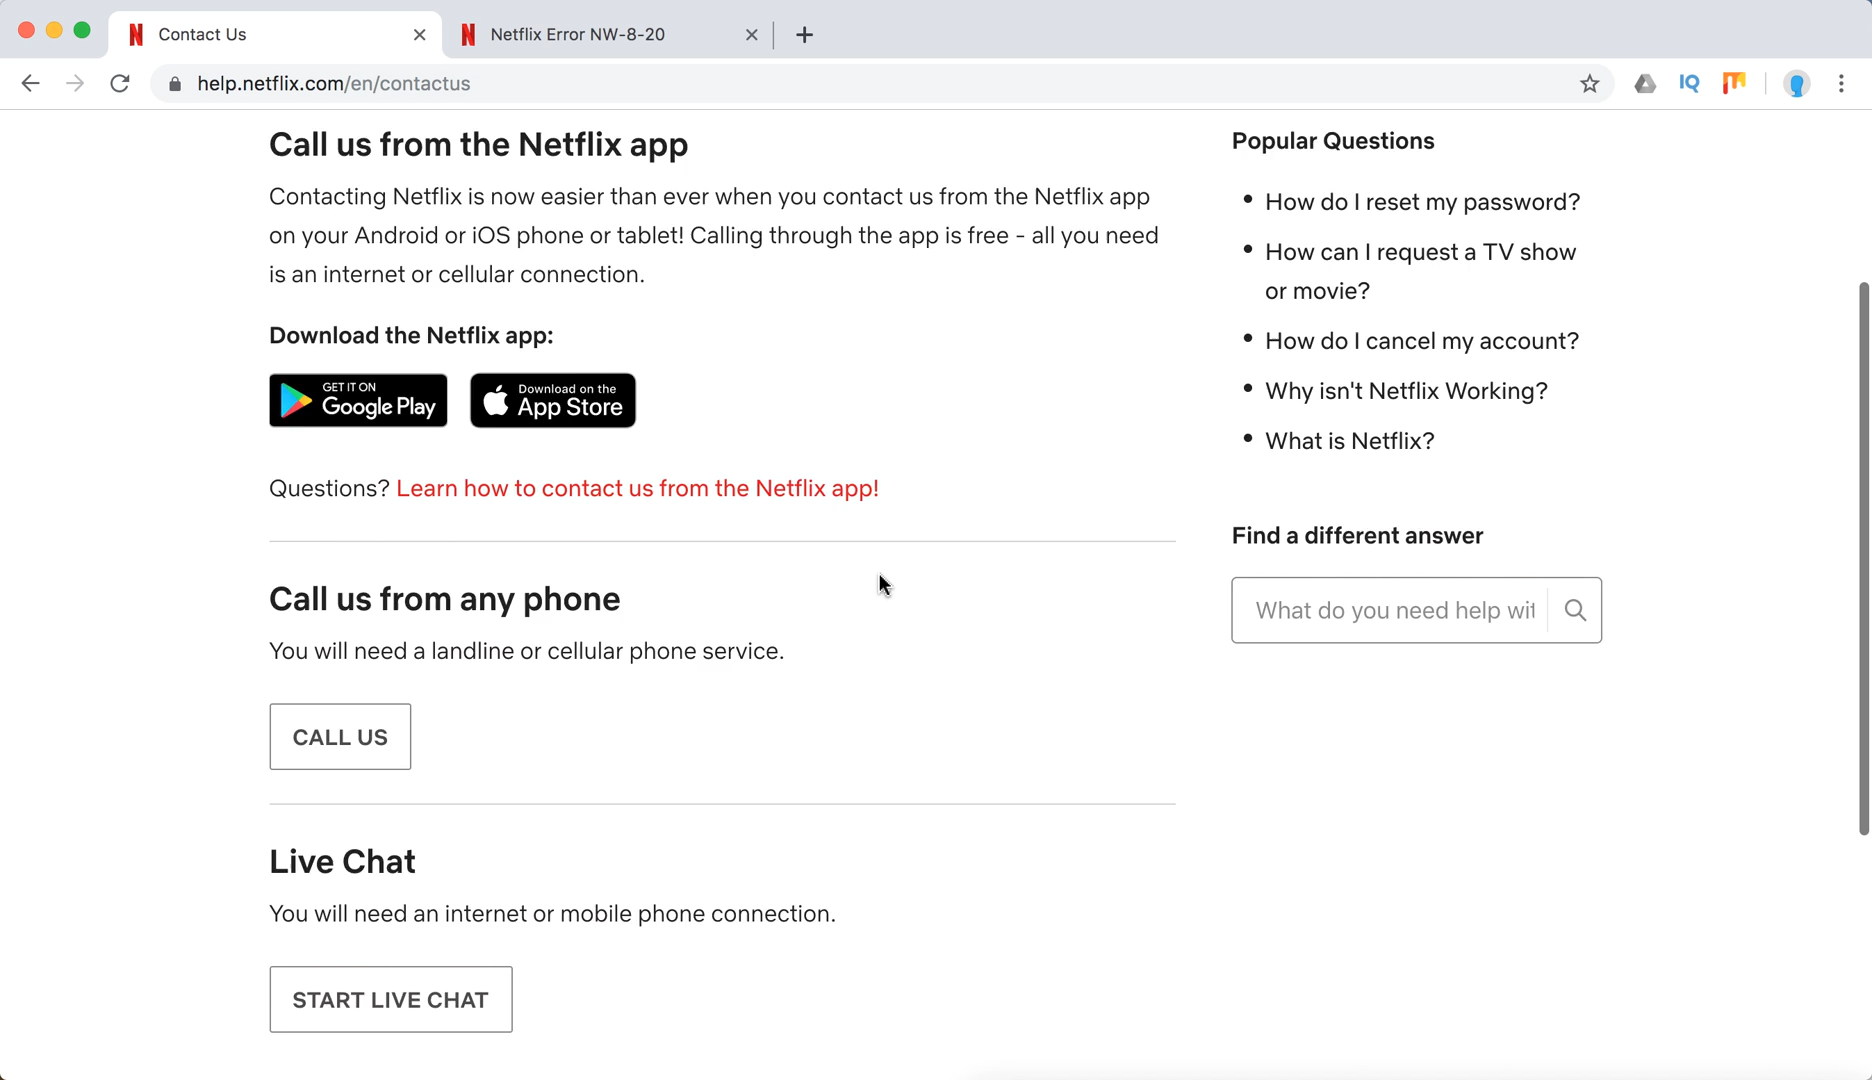 Contact Us
Netflix Error NW-8-20
help.netflix.com/en/contactus
IQ
Call us from the Netflix app
Contacting Netflix is now easier than ever when you contact us from the Netflix app
on your Android or iOS phone or tablet! Calling through the app is free - all you need
is an internet or cellular connection.
Download the Netflix app:
GET IT ON
Google Play
Download on the
App Store
Questions? Learn how to contact us from the Netflix app!
Call us from any phone
You will need a landline or cellular phone service.
CALL US
Live Chat
You will need an internet or mobile phone connection.
START LIVE CHAT
Popular Questions
• How do I reset my password?
• How can I request a TV show
or movie?
• How do I cancel my account?
• Why isn't Netflix Working?
• What is Netflix?
Find a different answer
What do you need help wit